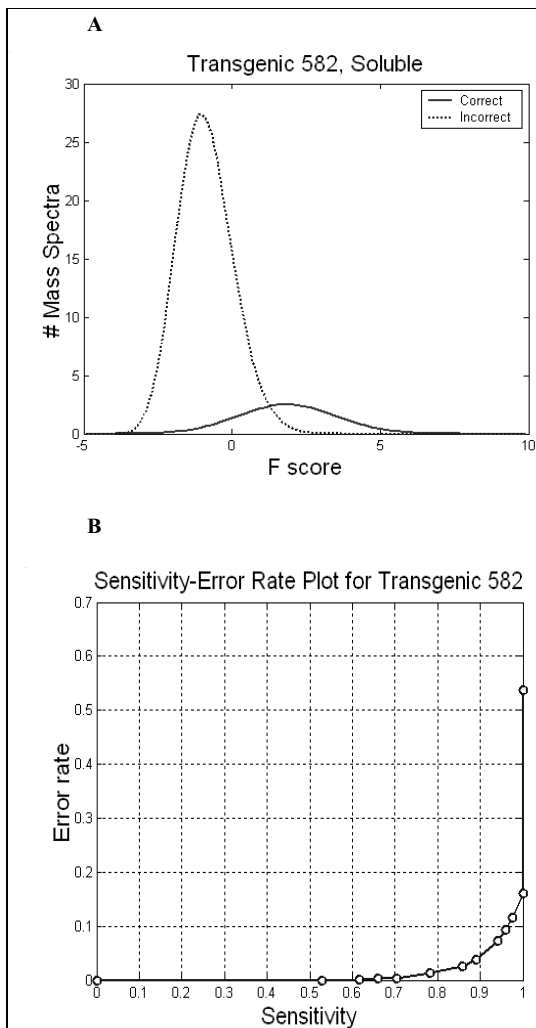 A
Transgenic 582, Soluble
30
25
20
15
10
5
0
-5 0 5 10
# Mass Spectra
F score
Correct
Incorrect
B
Sensitivity-Error Rate Plot for Transgenic 582
0.7
0.6
0.5
0.4
0.3
0.2
0.1
0
0 0.1 0.2 0.3 0.4 0.5 0.6 0.7 0.8 0.9 1
Error rate
Sensitivity